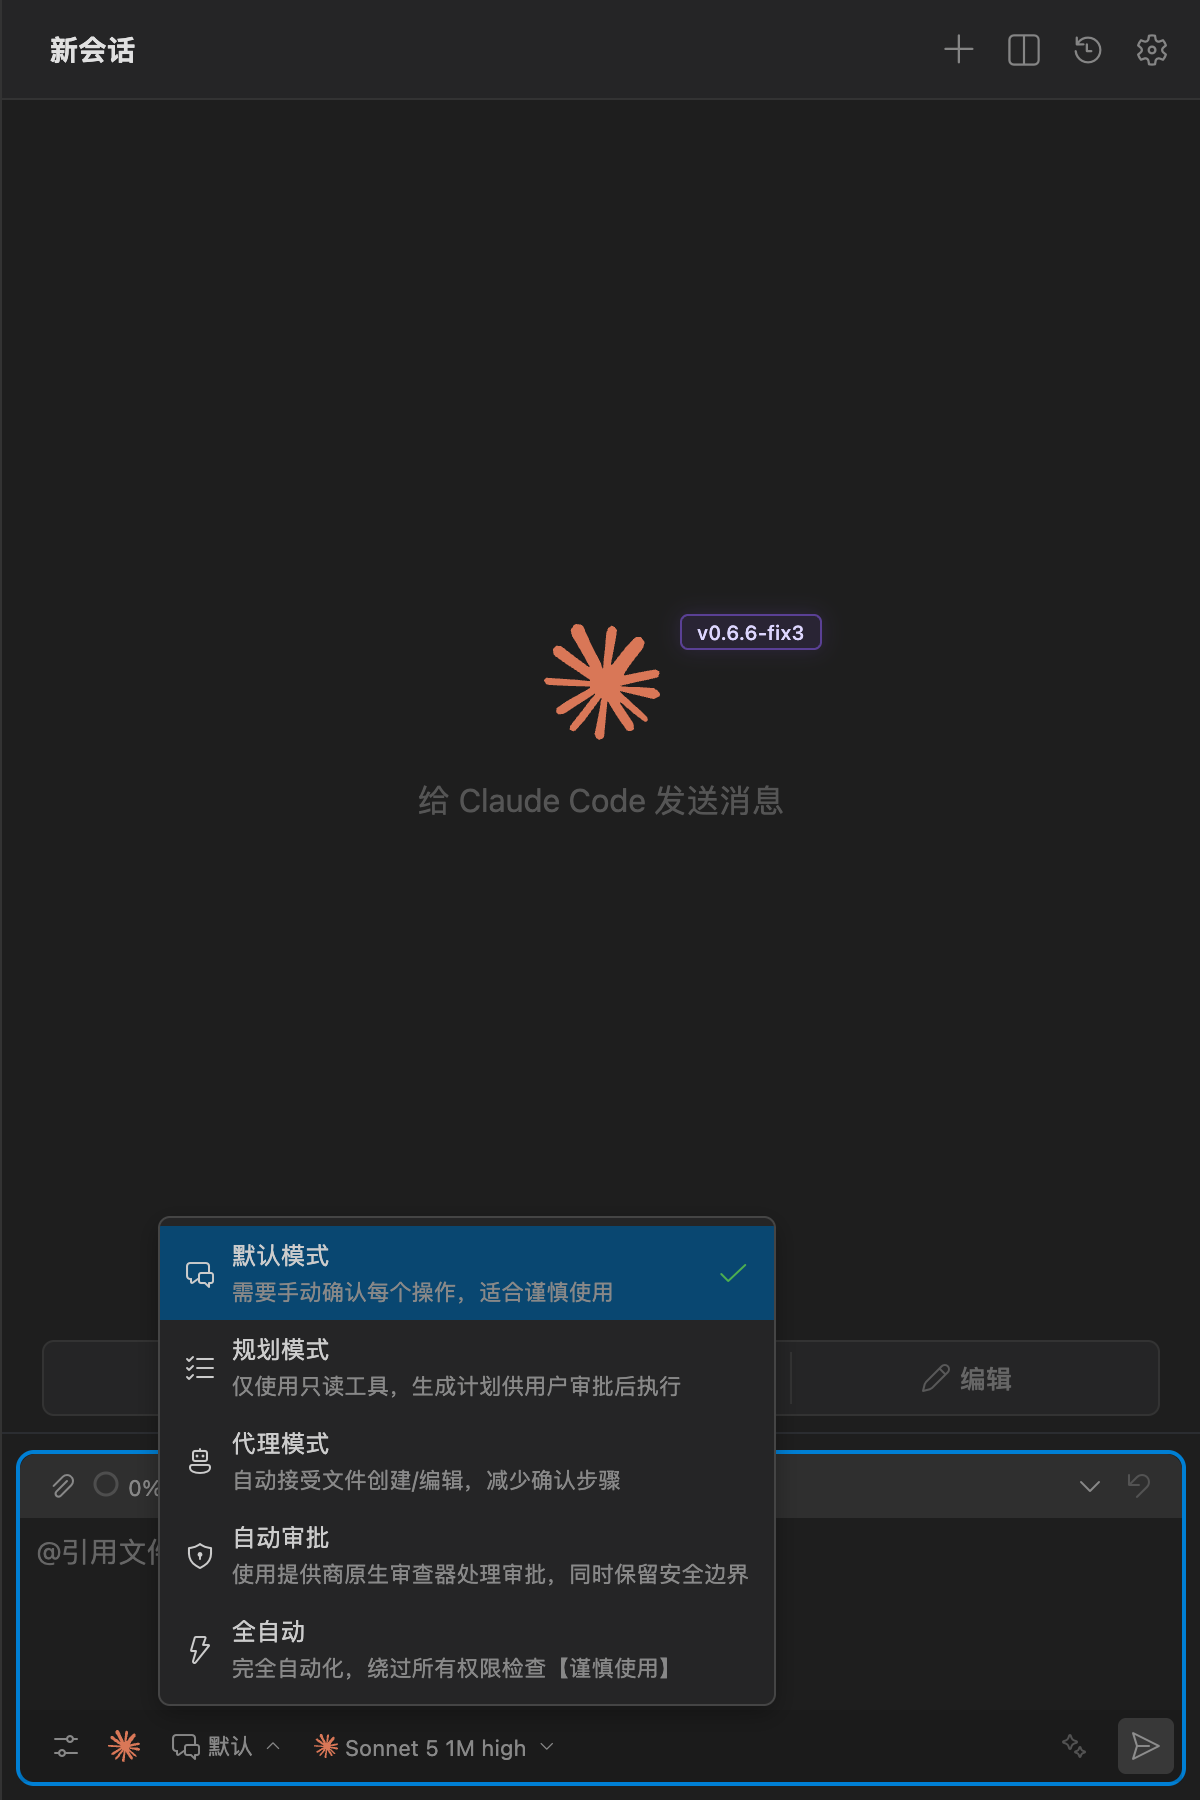 新会话
v0.6.6-fix3
给 Claude Code 发送消息
默认模式
需要手动确认每个操作，适合谨慎使用
规划模式
仅使用只读工具，生成计划供用户审批后执行
编辑
代理模式
自动接受文件创建/编辑，减少确认步骤
0%
自动审批
使用提供商原生审查器处理审批，同时保留安全边界
@引用文
全自动
完全自动化，绕过所有权限检查【谨慎使用】
默认
Sonnet 5 1M high